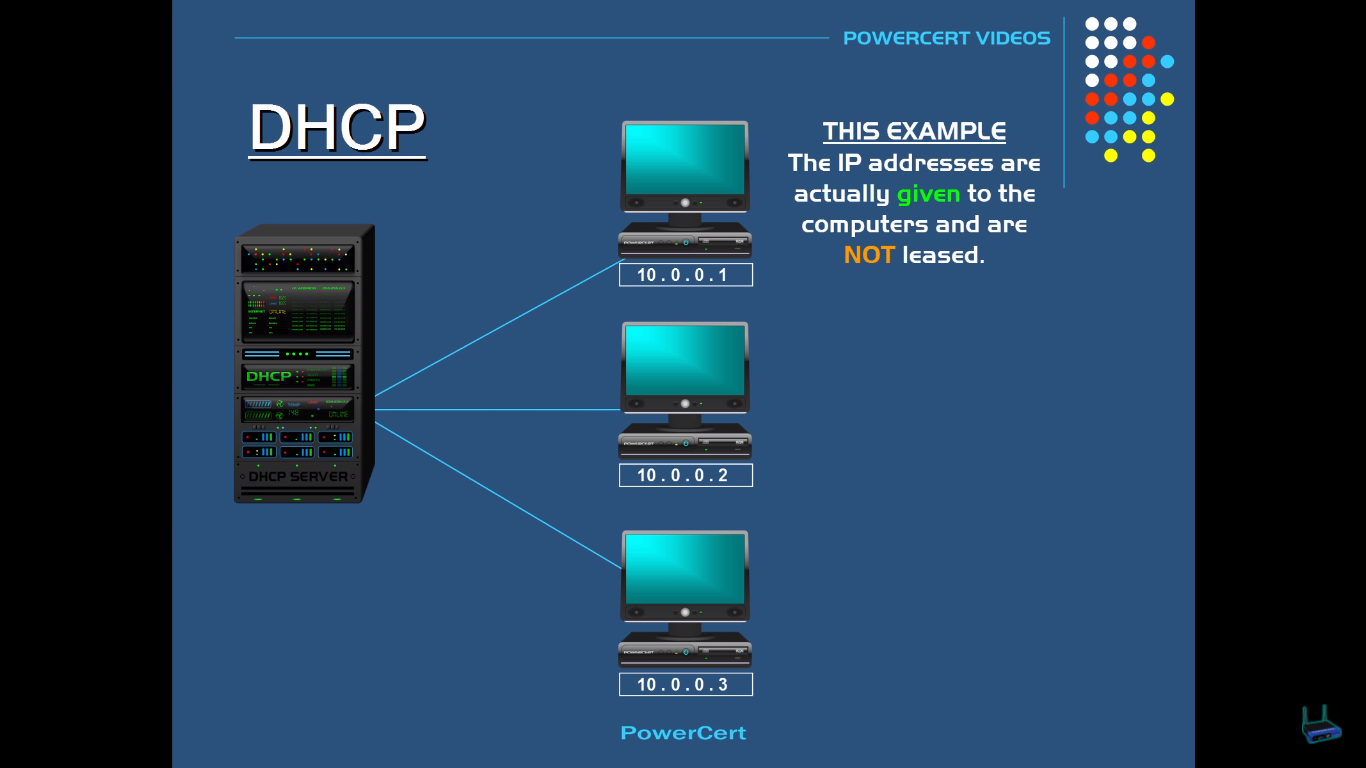 POWERCERT VIDEOS
DHCP
THIS EXAMPLE
The IP addresses are
actually given to the
computers and are
NOT leased.
10.0.0.1
DHCP
10.0.0.2
DHCP SERVER
10.0.0.3
PowerCert